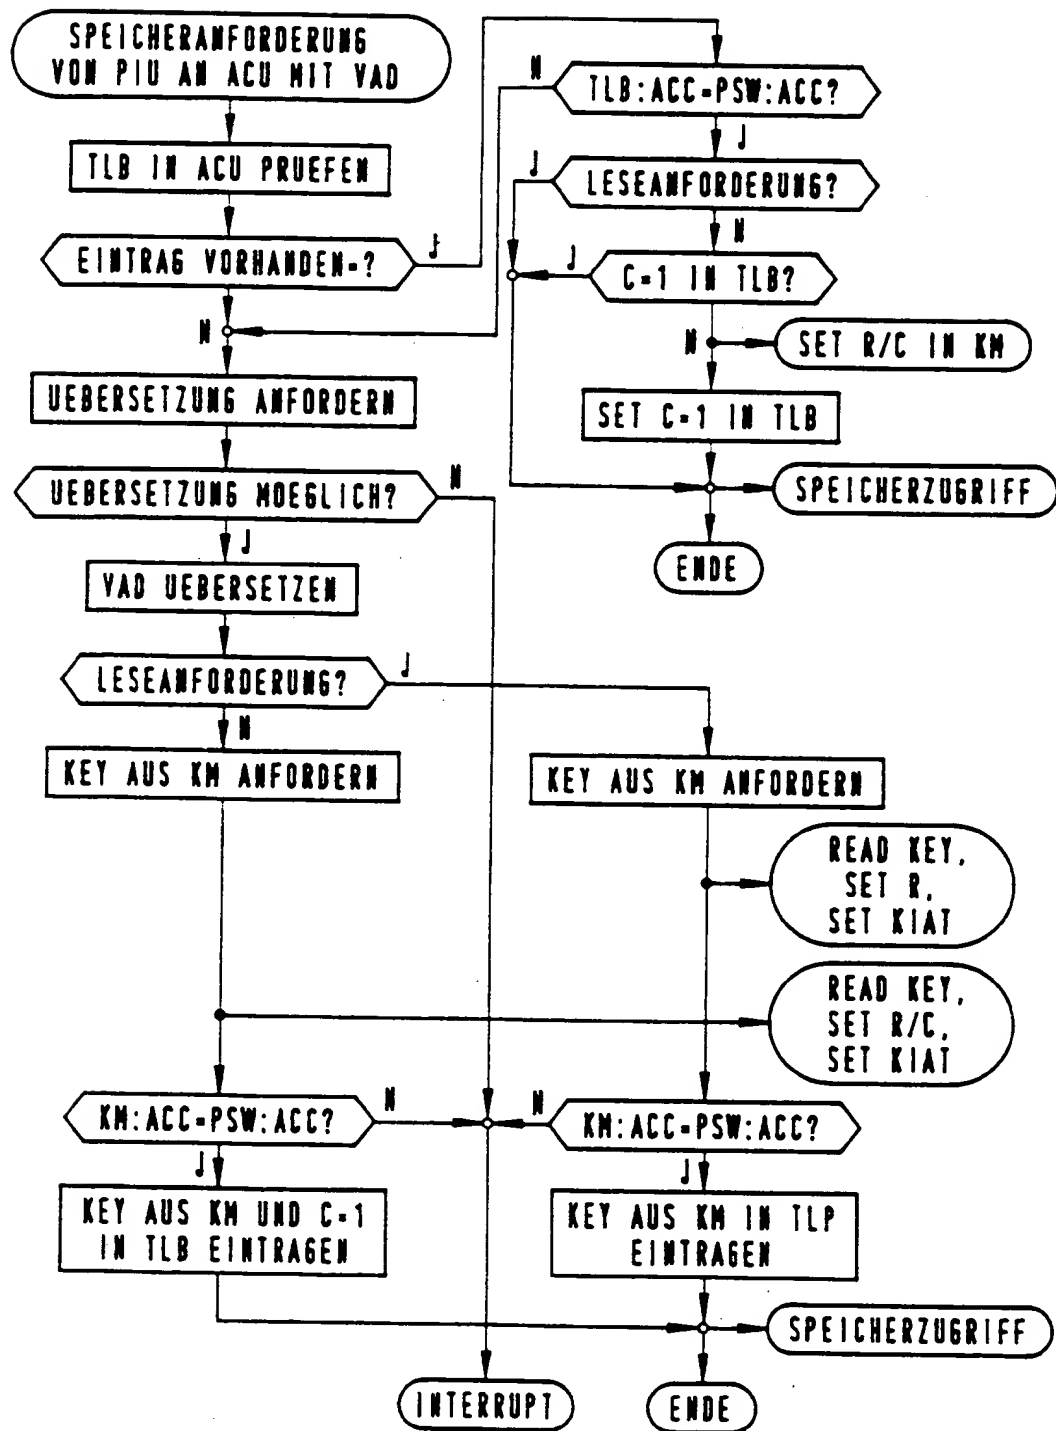 SPEICHERANFORDERUNG
VON PIU AN ACU MIT VAD
TLB IN ACU PRUEFEN
EINTRAG VORHANDEN=?
J
N
UEBERSETZUNG ANFORDERN
UEBERSETZUNG MOEGLICH?
N
J
VAD UEBERSETZEN
LESEANFORDERUNG?
J
N
KEY AUS KM ANFORDERN
KM:ACC=PSW:ACC?
N
J
KEY AUS KM UND C=1
IN TLB EINTRAGEN
N
TLB:ACC=PSW:ACC?
J
J
LESEANFORDERUNG?
N
J
C=1 IN TLB?
N
SET R/C IN KM
SET C=1 IN TLB
SPEICHERZUGRIFF
ENDE
KEY AUS KM ANFORDERN
READ KEY,
SET R,
SET KIAT
READ KEY,
SET R/C,
SET KIAT
N
KM:ACC=PSW:ACC?
J
KEY AUS KM IN TLP
EINTRAGEN
SPEICHERZUGRIFF
INTERRUPT
ENDE